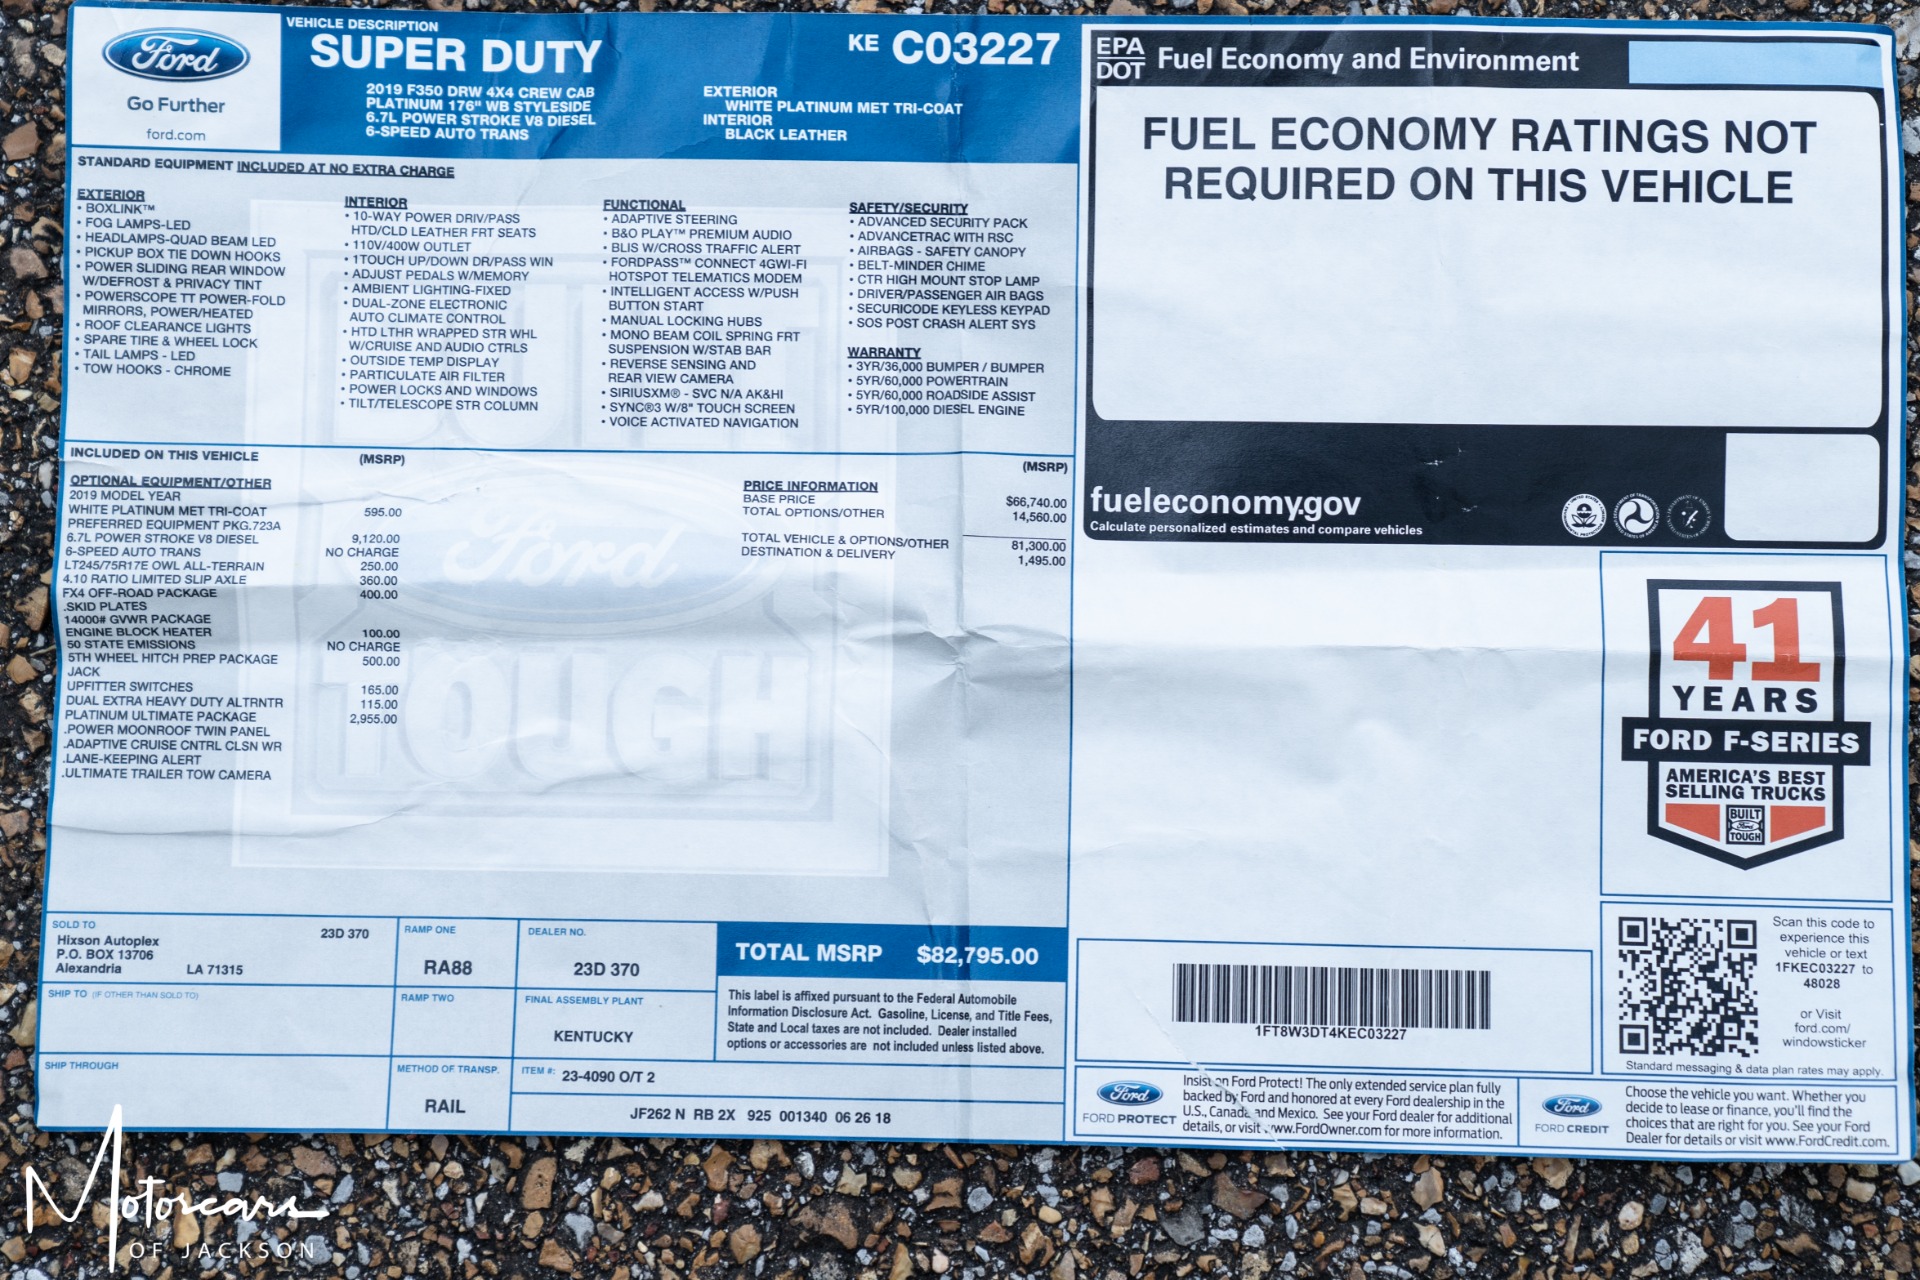 Ford
Go Further
ford.com
VEHICLE DESCRIPTION
SUPER DUTY
2019 F350 DRW 4X4 CREW CAB
PLATINUM 176" WB STYLESIDE
6.7L POWER STROKE V8 DIESEL
6-SPEED AUTO TRANS
KE C03227
EXTERIOR
WHITE PLATINUM MET TRI-COAT
INTERIOR
BLACK LEATHER
STANDARD EQUIPMENT INCLUDED AT NO EXTRA CHARGE
EXTERIOR
• BOXLINK™
• FOG LAMPS-LED
• HEADLAMPS-QUAD BEAM LED
• PICKUP BOX TIE DOWN HOOKS
• POWER SLIDING REAR WINDOW
W/DEFROST & PRIVACY TINT
• POWERSCOPE TT POWER-FOLD
MIRRORS, POWER/HEATED
• ROOF CLEARANCE LIGHTS
• SPARE TIRE & WHEEL LOCK
• TAIL LAMPS - LED
• TOW HOOKS - CHROME
INTERIOR
• 10-WAY POWER DRIV/PASS
HTD/CLD LEATHER FRT SEATS
• 110V/400W OUTLET
• 1TOUCH UP/DOWN DR/PASS WIN
• ADJUST PEDALS W/MEMORY
• AMBIENT LIGHTING-FIXED
• DUAL-ZONE ELECTRONIC
AUTO CLIMATE CONTROL
• HTD LTHR WRAPPED STR WHL
W/CRUISE AND AUDIO CTRLS
• OUTSIDE TEMP DISPLAY
• PARTICULATE AIR FILTER
• POWER LOCKS AND WINDOWS
• TILT/TELESCOPE STR COLUMN
FUNCTIONAL
• ADAPTIVE STEERING
• B&O PLAY™ PREMIUM AUDIO
• BLIS W/CROSS TRAFFIC ALERT
• FORDPASS™ CONNECT 4GWI-FI
HOTSPOT TELEMATICS MODEM
• INTELLIGENT ACCESS W/PUSH
BUTTON START
• MANUAL LOCKING HUBS
• MONO BEAM COIL SPRING FRT
SUSPENSION W/STAB BAR
• REVERSE SENSING AND
REAR VIEW CAMERA
• SIRIUSXM® - SVC N/A AK&HI
• SYNC®3 W/8" TOUCH SCREEN
• VOICE ACTIVATED NAVIGATION
SAFETY/SECURITY
• ADVANCED SECURITY PACK
• ADVANCETRAC WITH RSC
• AIRBAGS - SAFETY CANOPY
• BELT-MINDER CHIME
• CTR HIGH MOUNT STOP LAMP
• DRIVER/PASSENGER AIR BAGS
• SECURICODE KEYLESS KEYPAD
• SOS POST CRASH ALERT SYS
WARRANTY
• 3YR/36,000 BUMPER / BUMPER
• 5YR/60,000 POWERTRAIN
• 5YR/60,000 ROADSIDE ASSIST
• 5YR/100,000 DIESEL ENGINE
INCLUDED ON THIS VEHICLE (MSRP)
OPTIONAL EQUIPMENT/OTHER
2019 MODEL YEAR
WHITE PLATINUM MET TRI-COAT 595.00
PREFERRED EQUIPMENT PKG.723A
6.7L POWER STROKE V8 DIESEL 9,120.00
6-SPEED AUTO TRANS NO CHARGE
LT245/75R17E OWL ALL-TERRAIN 250.00
4.10 RATIO LIMITED SLIP AXLE 360.00
FX4 OFF-ROAD PACKAGE 400.00
.SKID PLATES
14000# GVWR PACKAGE
ENGINE BLOCK HEATER 100.00
50 STATE EMISSIONS NO CHARGE
5TH WHEEL HITCH PREP PACKAGE 500.00
JACK
UPFITTER SWITCHES 165.00
DUAL EXTRA HEAVY DUTY ALTRNTR 115.00
PLATINUM ULTIMATE PACKAGE 2,955.00
.POWER MOONROOF TWIN PANEL
.ADAPTIVE CRUISE CNTRL CLSN WR
.LANE-KEEPING ALERT
.ULTIMATE TRAILER TOW CAMERA
(MSRP)
PRICE INFORMATION
BASE PRICE $66,740.00
TOTAL OPTIONS/OTHER 14,560.00
TOTAL VEHICLE & OPTIONS/OTHER 81,300.00
DESTINATION & DELIVERY 1,495.00
BUILT
Ford
TOUGH
SOLD TO
Hixson Autoplex 23D 370
P.O. BOX 13706
Alexandria LA 71315
SHIP TO (IF OTHER THAN SOLD TO)
SHIP THROUGH
RAMP ONE
RA88
RAMP TWO
METHOD OF TRANSP.
RAIL
DEALER NO.
23D 370
FINAL ASSEMBLY PLANT
KENTUCKY
ITEM #: 23-4090 O/T 2
JF262 N RB 2X 925 001340 06 26 18
TOTAL MSRP $82,795.00
This label is affixed pursuant to the Federal Automobile
Information Disclosure Act. Gasoline, License, and Title Fees,
State and Local taxes are not included. Dealer installed
options or accessories are not included unless listed above.
EPA
DOT
Fuel Economy and Environment
FUEL ECONOMY RATINGS NOT
REQUIRED ON THIS VEHICLE
fueleconomy.gov
Calculate personalized estimates and compare vehicles
41
YEARS
FORD F-SERIES
AMERICA'S BEST
SELLING TRUCKS
BUILT
Ford
TOUGH
1FT8W3DT4KEC03227
Scan this code to
experience this
vehicle or text
1FKEC03227 to
48028
or Visit
ford.com/
windowsticker
Standard messaging & data plan rates may apply.
Ford
FORD PROTECT
Insist on Ford Protect! The only extended service plan fully
backed by Ford and honored at every Ford dealership in the
U.S., Canada and Mexico. See your Ford dealer for additional
details, or visit www.FordOwner.com for more information.
Ford
FORD CREDIT
Choose the vehicle you want. Whether you
decide to lease or finance, you'll find the
choices that are right for you. See your Ford
Dealer for details or visit www.FordCredit.com.
Motorcars
OF JACKSON